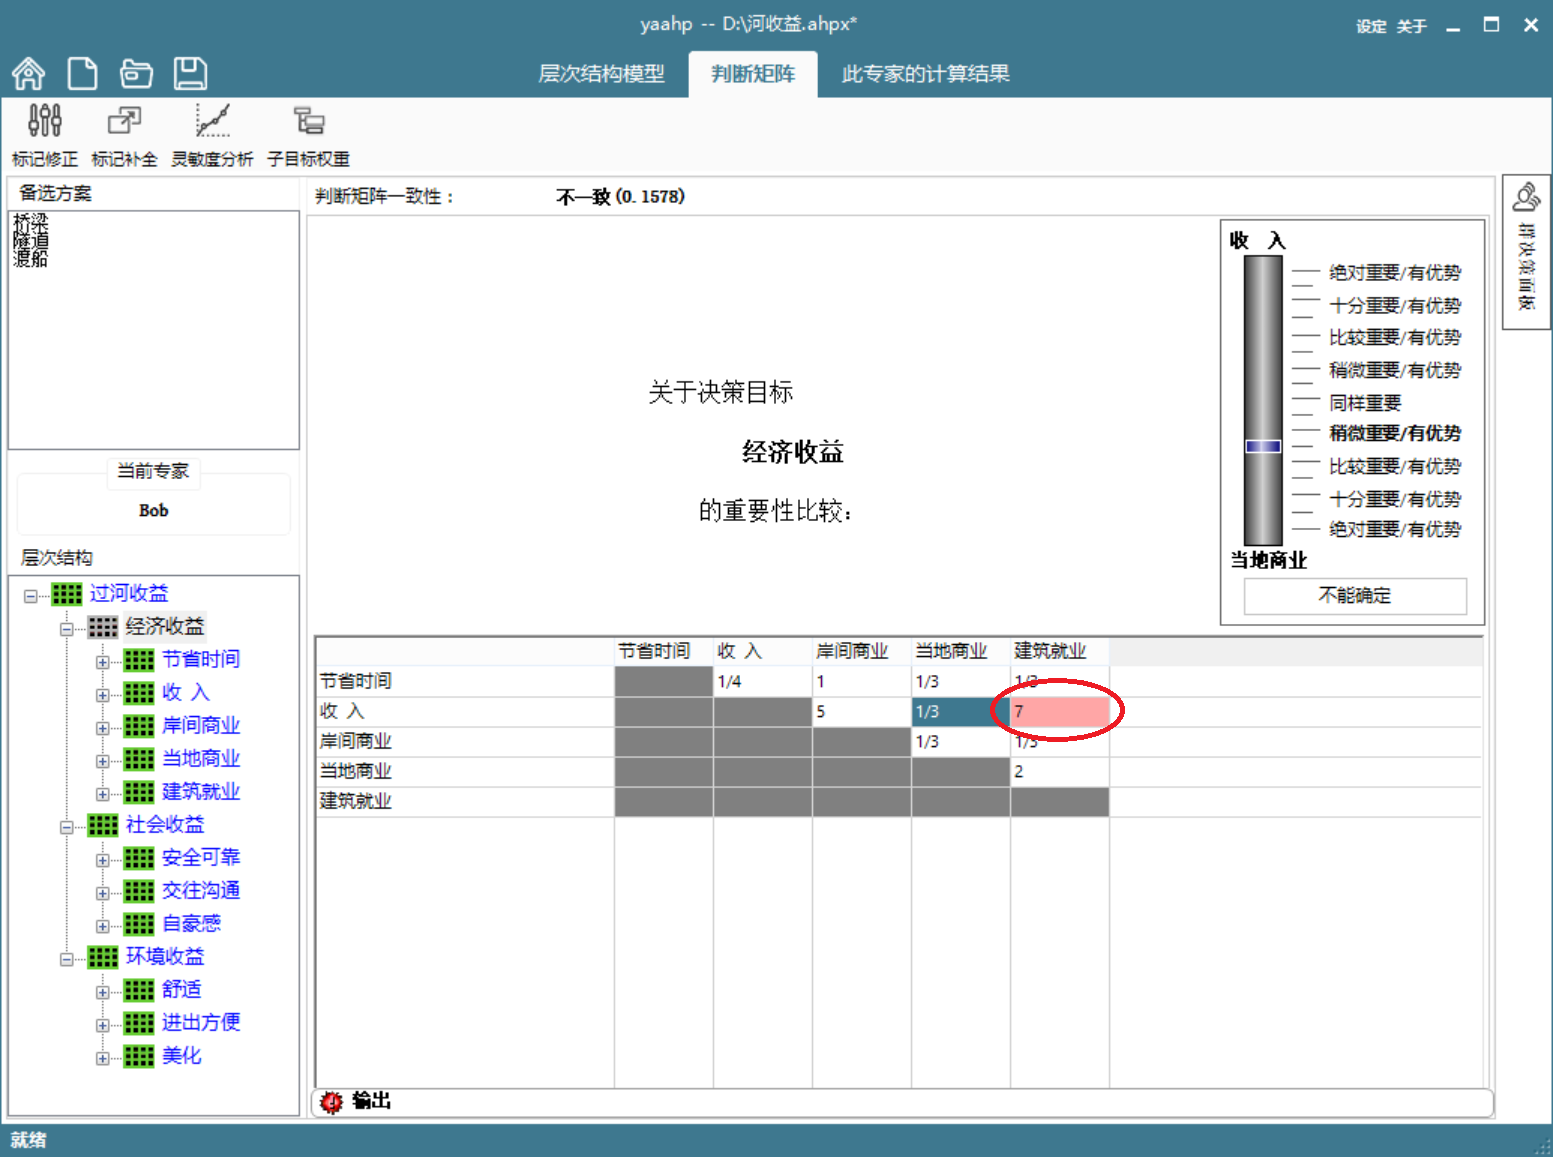 yaahp -- D:\河收益.ahpx*
设定 关于
层次结构模型 判断矩阵 此专家的计算结果
标记修正 标记补全 灵敏度分析 子目标权重
备选方案
桥梁
隧道
渡船
当前专家
Bob
层次结构
过河收益
经济收益
节省时间
收 入
岸间商业
当地商业
建筑就业
社会收益
安全可靠
交往沟通
自豪感
环境收益
舒适
进出方便
美化
判断矩阵一致性: 不一致 (0.1578)
关于决策目标
经济收益
的重要性比较:
收 入
绝对重要/有优势
十分重要/有优势
比较重要/有优势
稍微重要/有优势
同样重要
稍微重要/有优势
比较重要/有优势
十分重要/有优势
绝对重要/有优势
当地商业
不能确定
群决策面板
节省时间 收 入 岸间商业 当地商业 建筑就业
节省时间 1/4 1 1/3 1/3
收 入 5 1/3 7
岸间商业 1/3
当地商业 2
建筑就业
输出
就绪